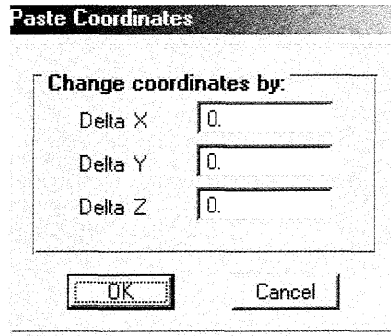 Paste Coordinates
Change coordinates by:
Delta X 0.
Delta Y 0.
Delta Z 0.
OK Cancel